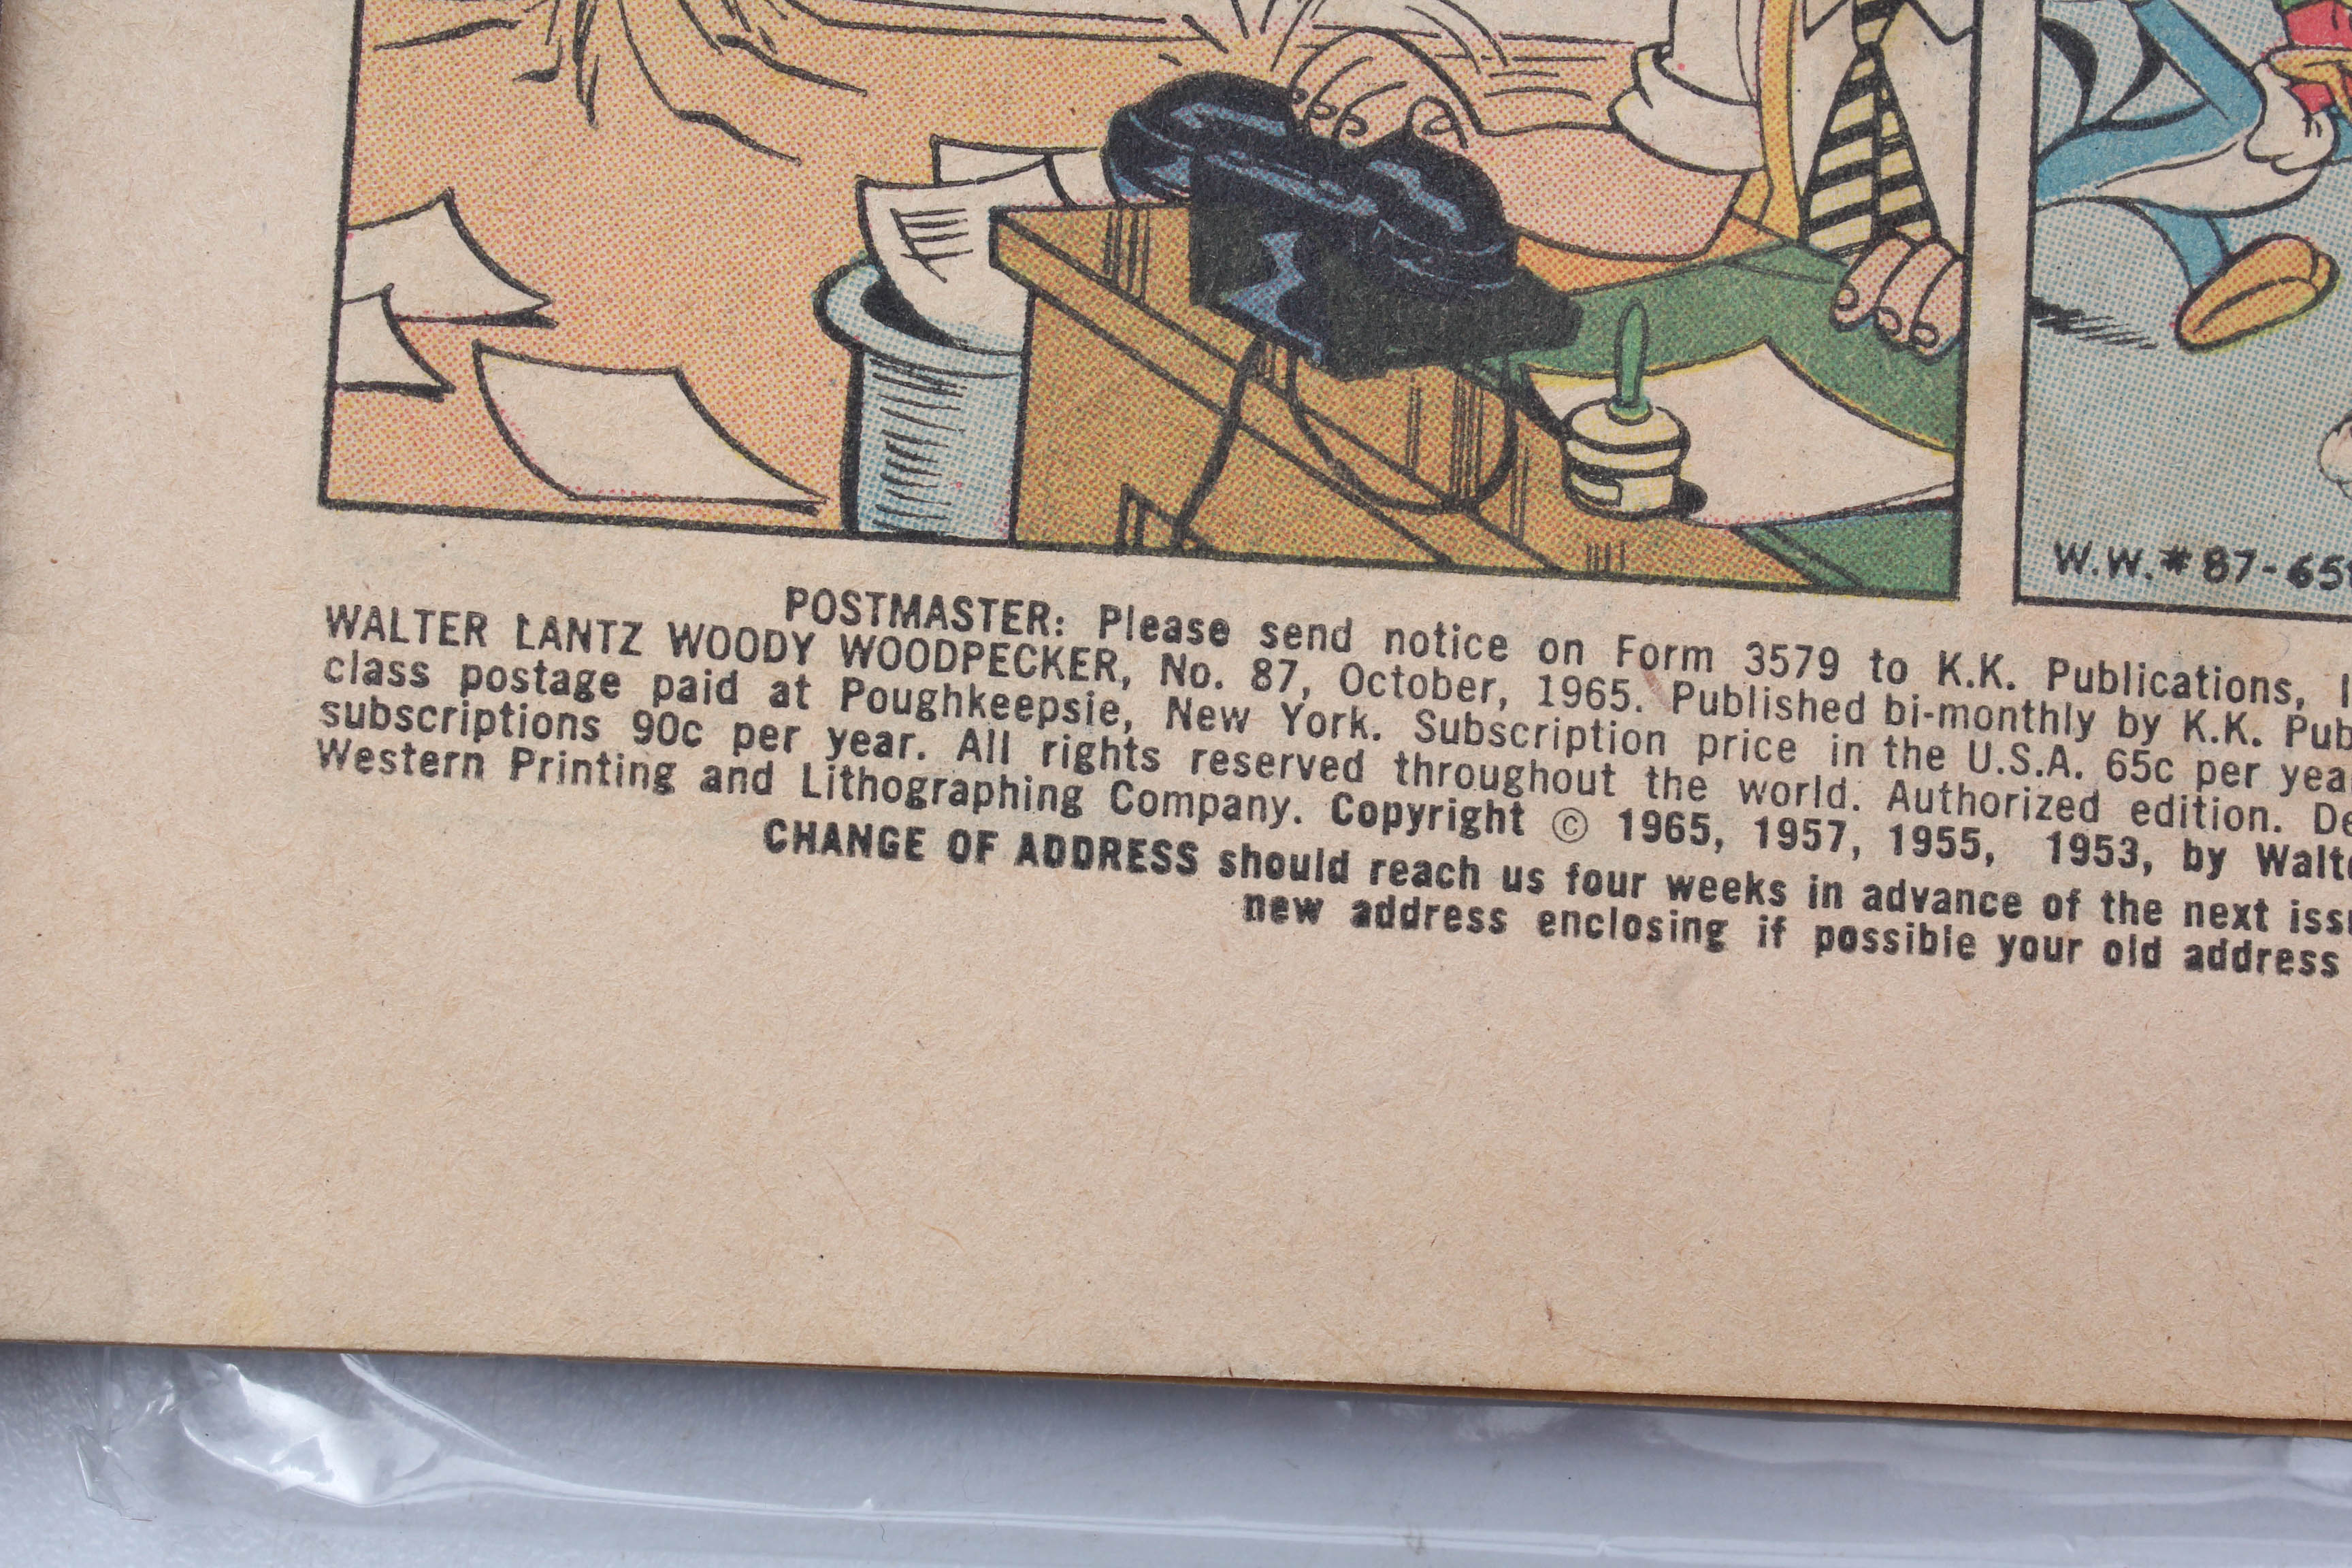 W.W.#87-65
POSTMASTER: Please send notice on Form 3579 to K.K. Publications,
WALTER LANTZ WOODY WOODPECKER, No. 87, October, 1965. Published bi-monthly by K.K.
class postage paid at Poughkeepsie, New York. Subscription price in the U.S.A. 65c per
subscriptions 90c per year. All rights reserved throughout the world. Authorized edition.
Western Printing and Lithographing Company. Copyright © 1965, 1957, 1955, 1953, by
CHANGE OF ADDRESS should reach us four weeks in advance of the next
new address enclosing if possible your old address